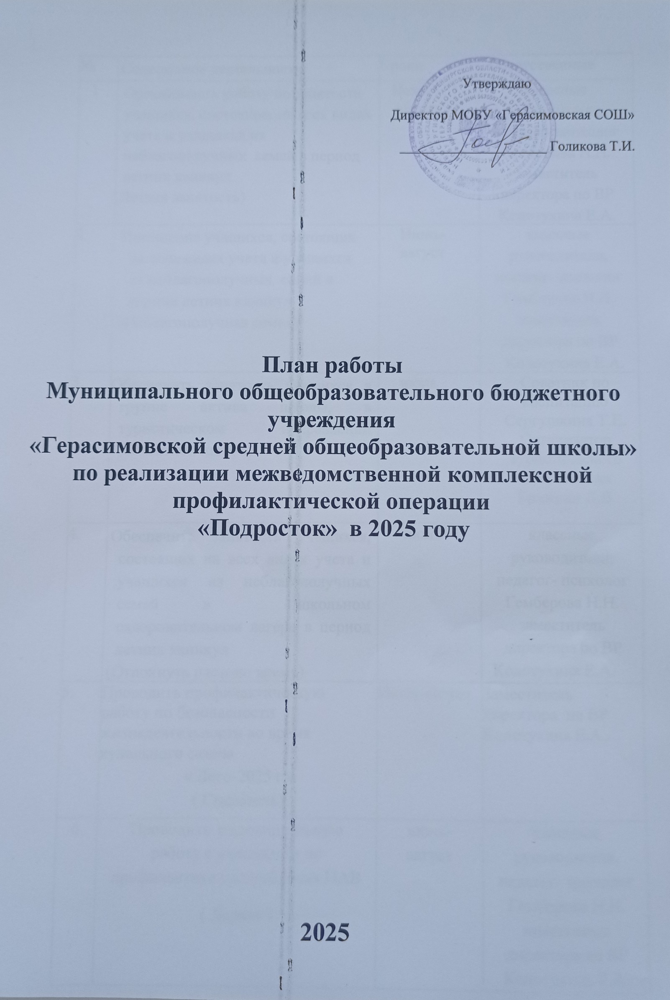 Утверждаю
Директор МОБУ «Герасимовская СОШ»
Голикова Т.И.
План работы
Муниципального общеобразовательного бюджетного
учреждения
«Герасимовской средней общеобразовательной школы»
по реализации межведомственной комплексной
профилактической операции
«Подросток» в 2025 году
2025